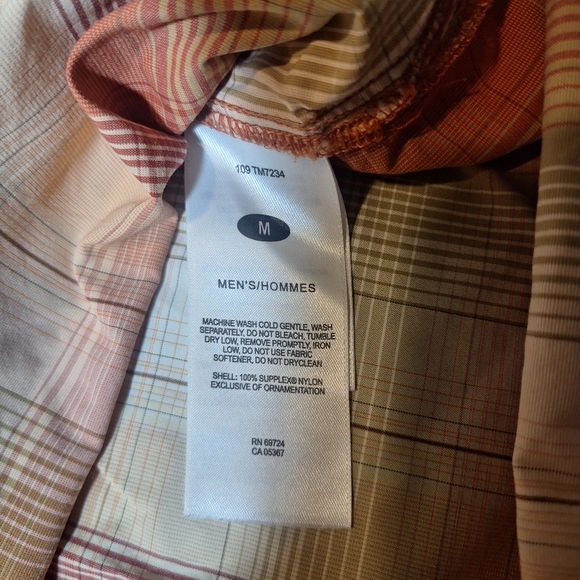 109 TM7234
M
MEN'S/HOMMES
MACHINE WASH COLD GENTLE, WASH
SEPARATELY, DO NOT BLEACH, TUMBLE
DRY LOW, REMOVE PROMPTLY, IRON
LOW, DO NOT USE FABRIC
SOFTENER, DO NOT DRYCLEAN
SHELL: 100% SUPPLEX® NYLON
EXCLUSIVE OF ORNAMENTATION
RN 69724
CA 05367